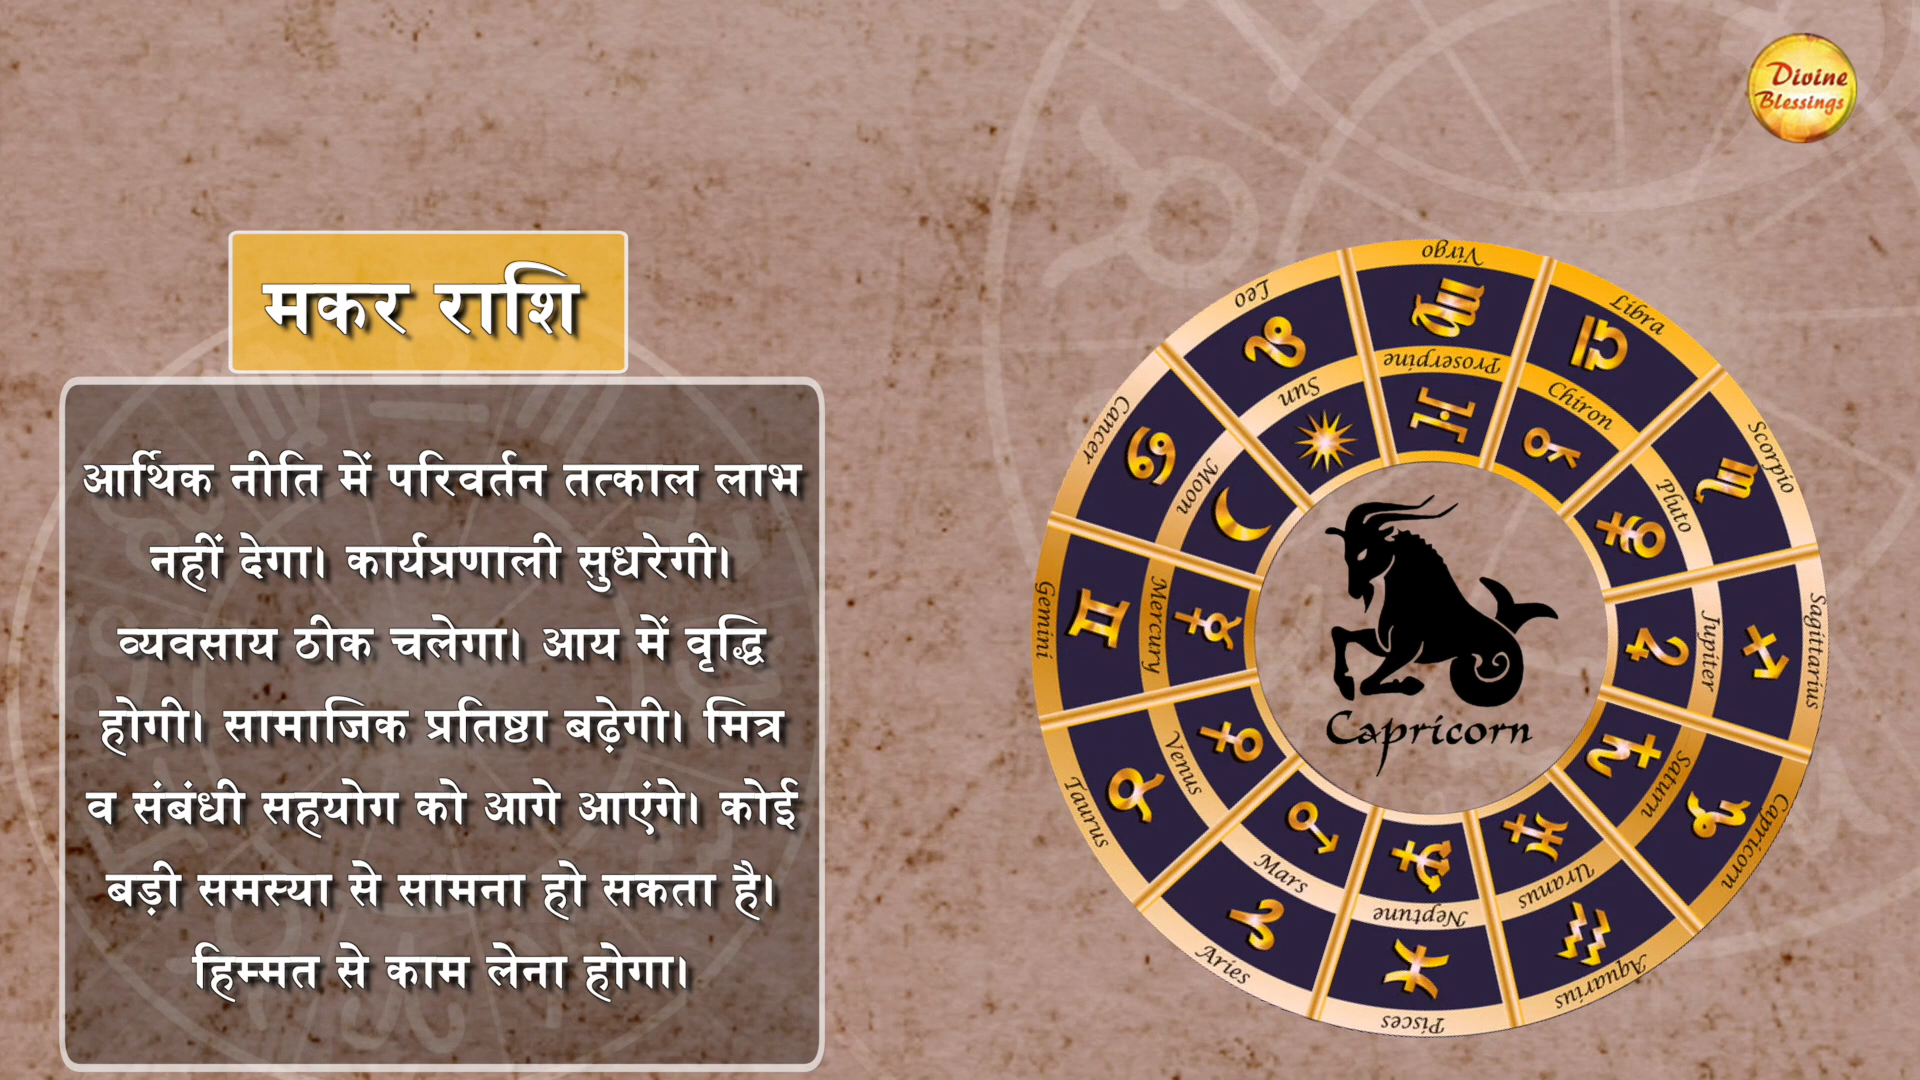 Divine
Blessings
मकर राशि
आर्थिक नीति में परिवर्तन तत्काल लाभ
नहीं देगा। कार्यप्रणाली सुधरेगी।
व्यवसाय ठीक चलेगा। आय में वृद्धि
होगी। सामाजिक प्रतिष्ठा बढ़ेगी। मित्र
व संबंधी सहयोग को आगे आएंगे। कोई
बड़ी समस्या से सामना हो सकता है।
हिम्मत से काम लेना होगा।
Virgo
Libra
Scorpio
Sagittarius
Capricorn
Aquarius
Pisces
Aries
Taurus
Gemini
Cancer
Leo
Proserpine
Chiron
Pluto
Jupiter
Saturn
Uranus
Neptune
Mars
Venus
Mercury
Moon
Sun
Capricorn